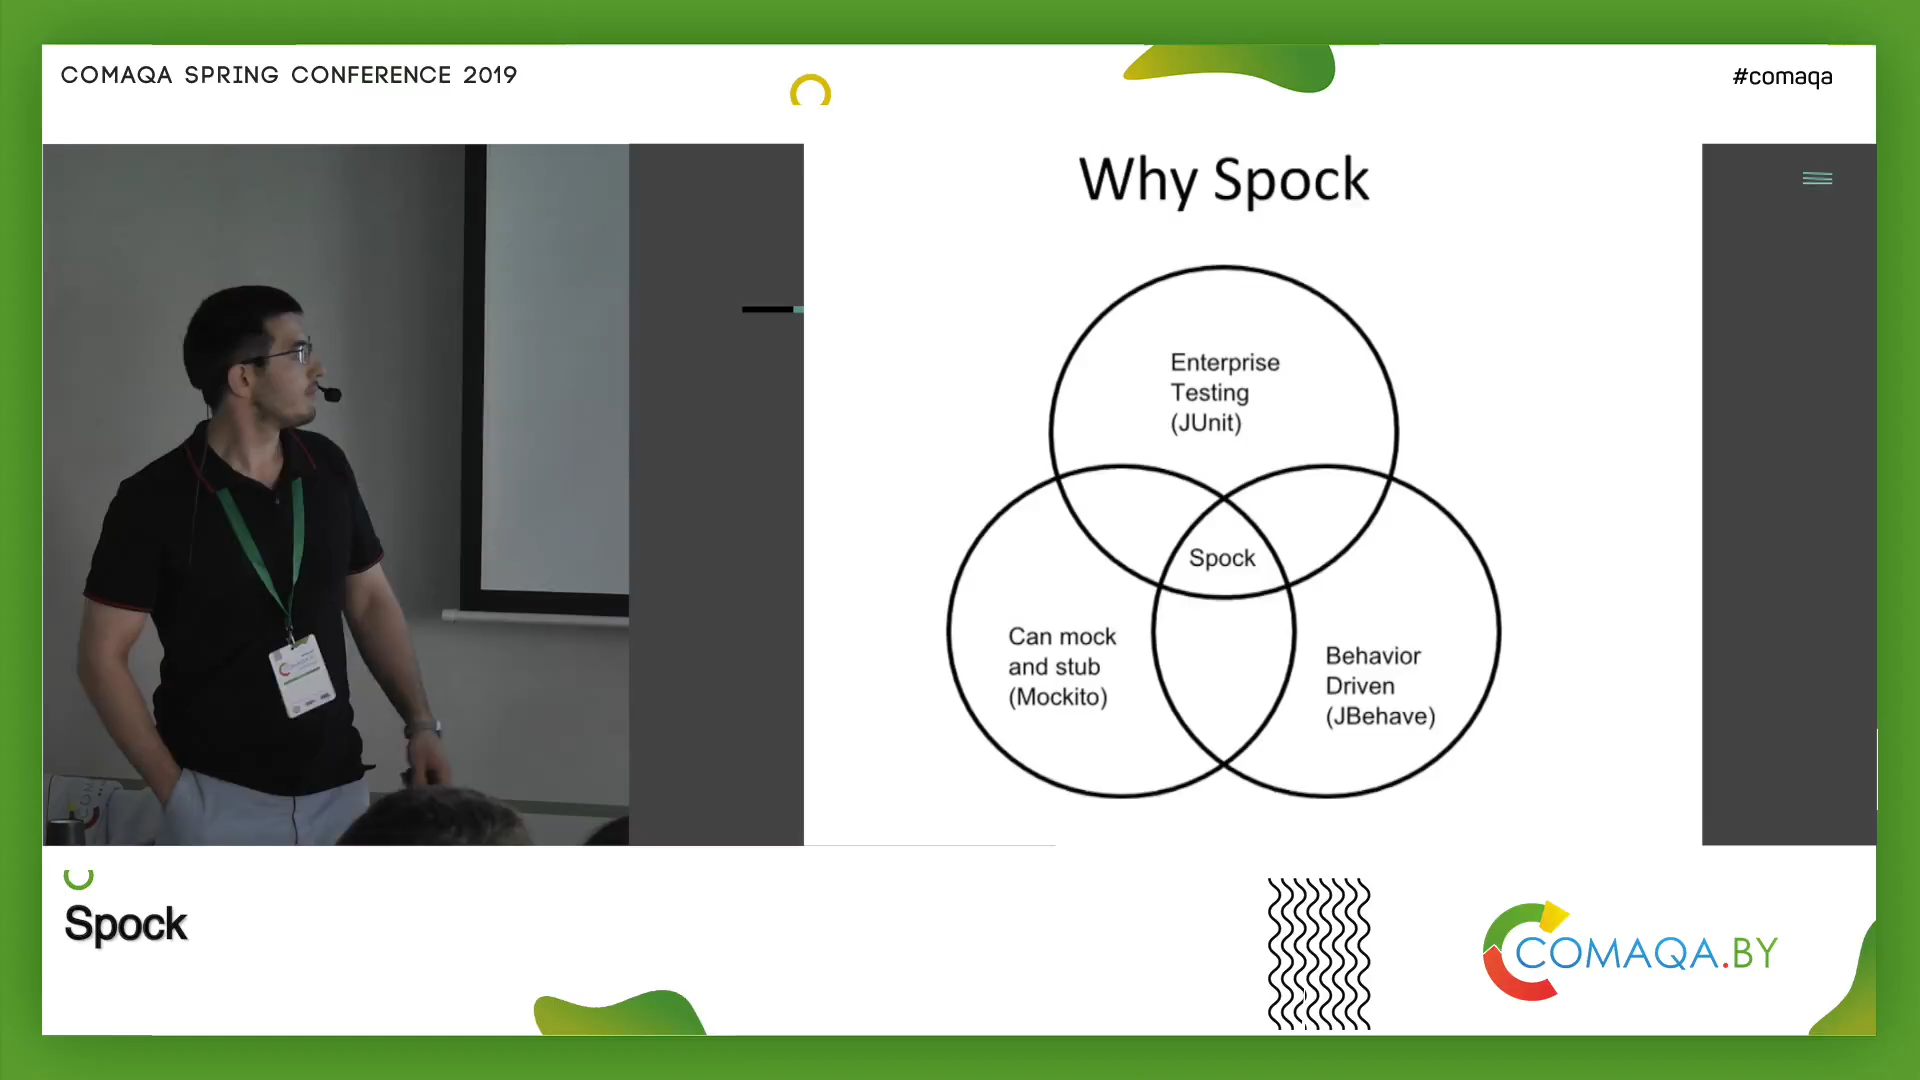 COMAQA SPRING CONFERENCE 2019
#comaqa
Why Spock
Enterprise
Testing
(JUnit)
Spock
Can mock
and stub
(Mockito)
Behavior
Driven
(JBehave)
Spock
COMAQA.BY